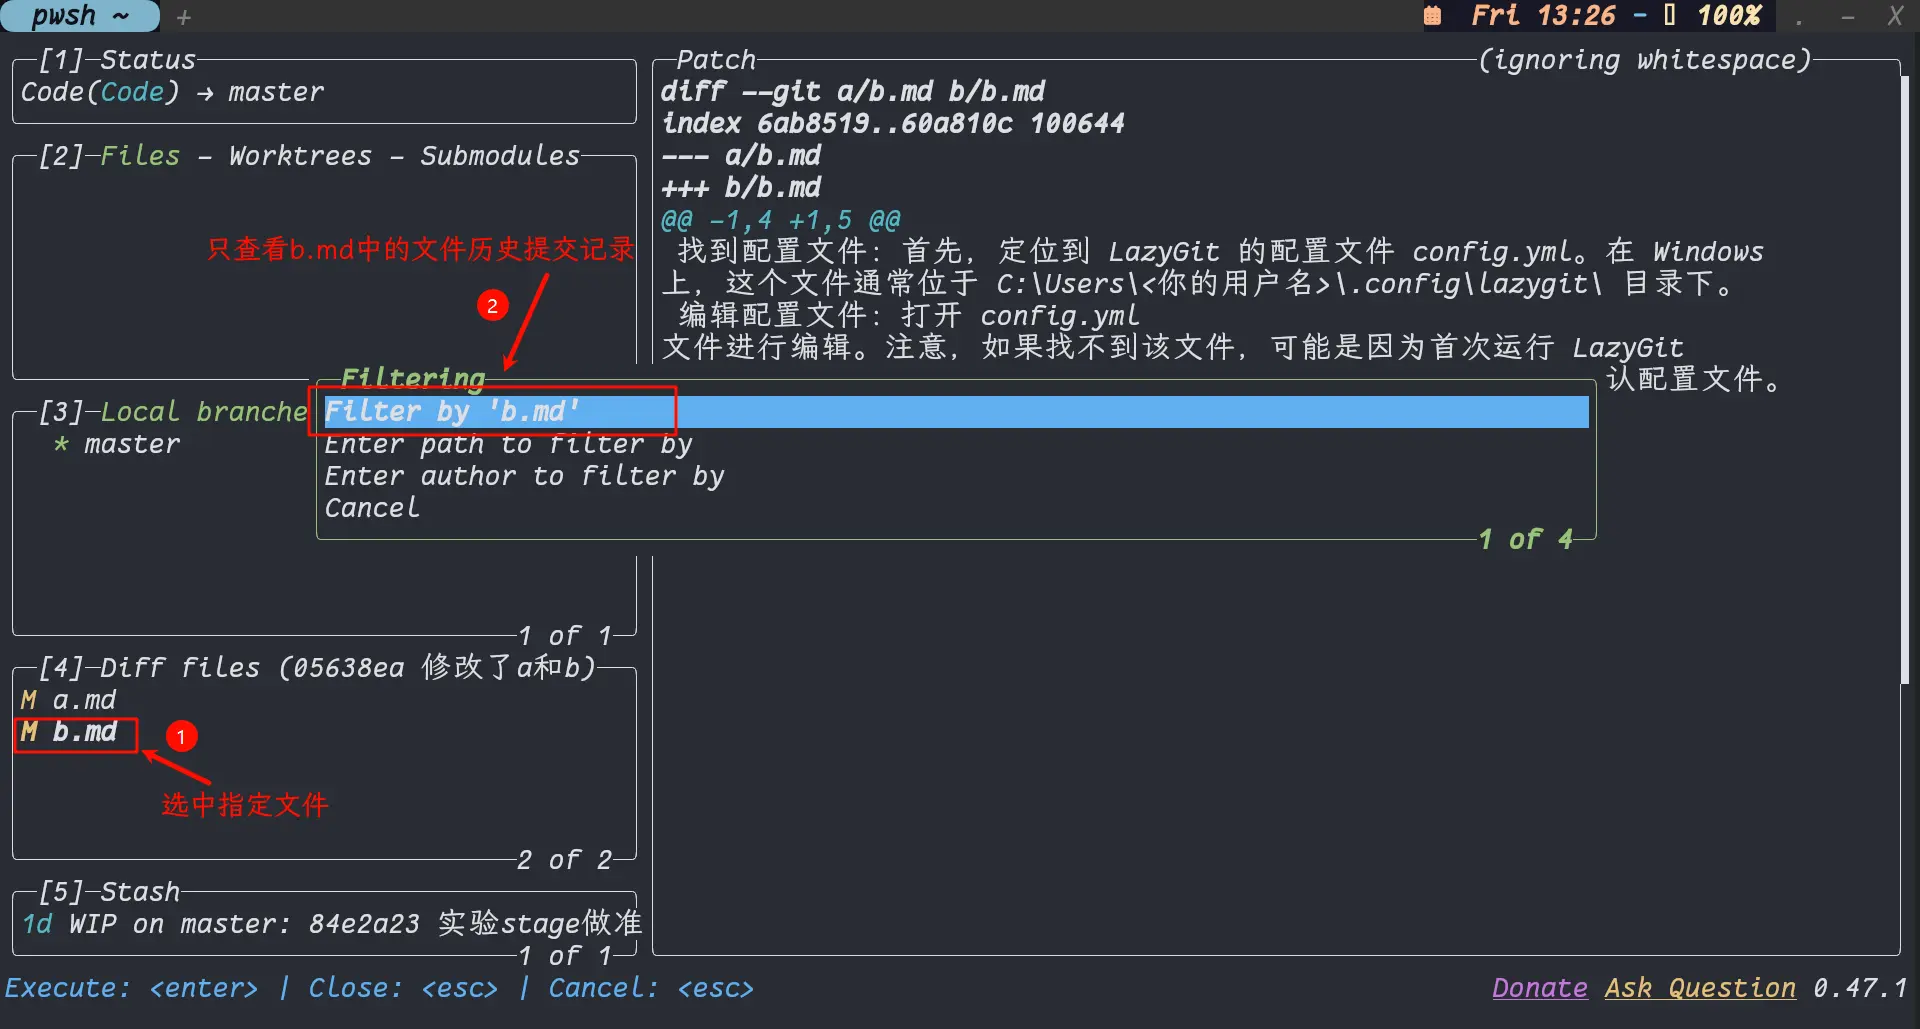 pwsh ~ +
Fri 13:26 - 100% . - X
[1]-Status
Code(Code) → master
[2]-Files - Worktrees - Submodules
只查看b.md中的文件历史提交记录
2
[3]-Local branche
* master
1 of 1
Filtering
Filter by 'b.md'
Enter path to filter by
Enter author to filter by
Cancel
1 of 4
[4]-Diff files (05638ea 修改了a和b)
M a.md
M b.md
1
选中指定文件
2 of 2
[5]-Stash
1d WIP on master: 84e2a23 实验stage做准
1 of 1
Patch (ignoring whitespace)
diff --git a/b.md b/b.md
index 6ab8519..60a810c 100644
--- a/b.md
+++ b/b.md
@@ -1,4 +1,5 @@
找到配置文件：首先，定位到 LazyGit 的配置文件 config.yml。在 Windows
上，这个文件通常位于 C:\Users\<你的用户名>\.config\lazygit\ 目录下。
编辑配置文件：打开 config.yml
文件进行编辑。注意，如果找不到该文件，可能是因为首次运行 LazyGit
认配置文件。
Execute: <enter> | Close: <esc> | Cancel: <esc>
Donate Ask Question 0.47.1